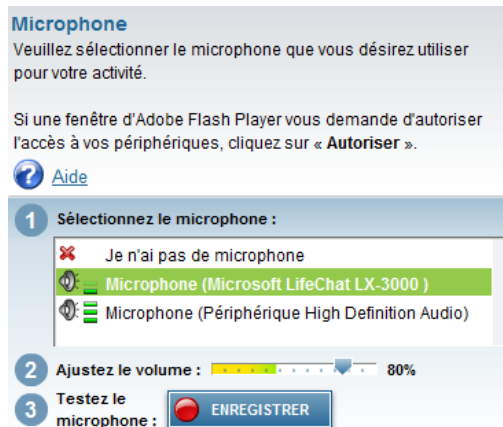 Microphone
Veuillez sélectionner le microphone que vous désirez utiliser
pour votre activité.
Si une fenêtre d'Adobe Flash Player vous demande d'autoriser
l'accès à vos périphériques, cliquez sur « Autoriser ».
? Aide
1 Sélectionnez le microphone :
Je n'ai pas de microphone
Microphone (Microsoft LifeChat LX-3000 )
Microphone (Périphérique High Definition Audio)
2 Ajustez le volume : 80%
3 Testez le
microphone : ENREGISTRER